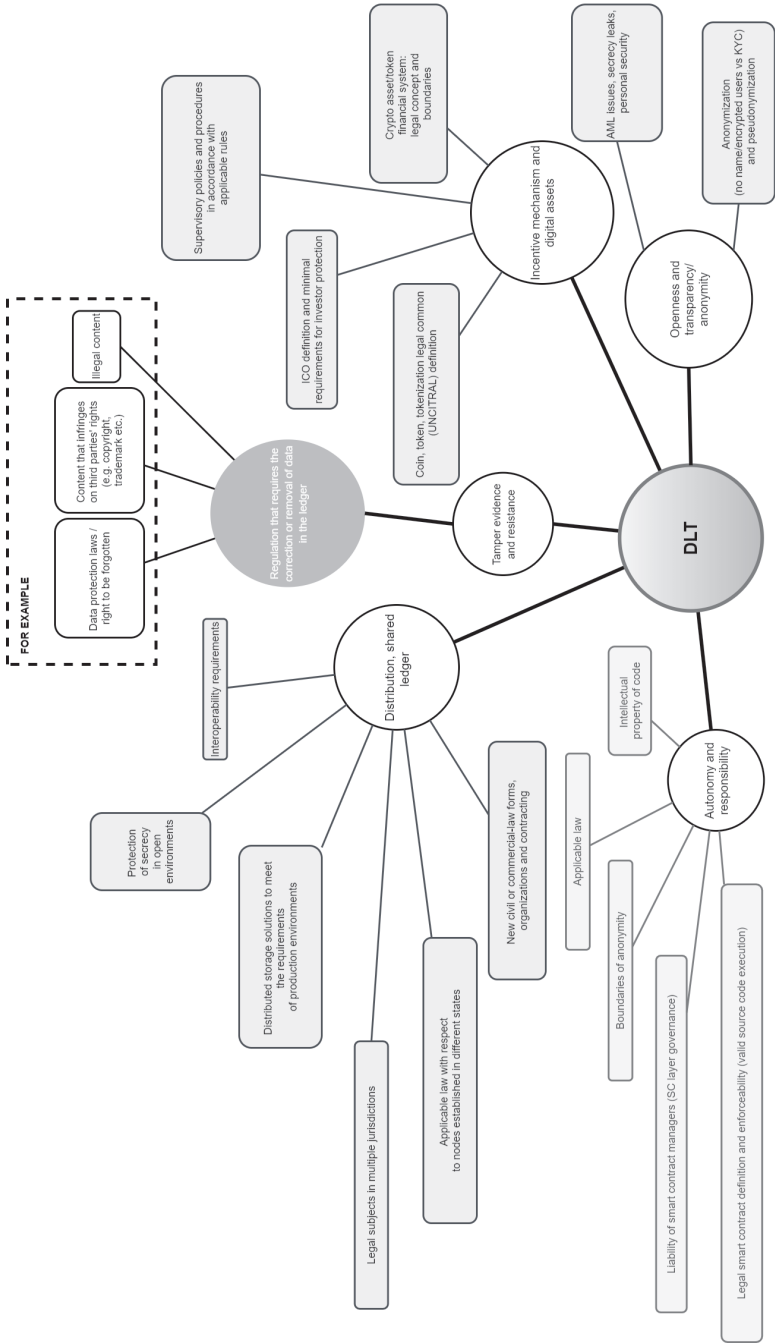 FOR EXAMPLE
Data protection laws /
right to be forgotten
Content that infringes
on third parties' rights
(e.g. copyright,
trademark etc.)
Illegal content
Regulation that requires the
correction or removal of data
in the ledger
Tamper evidence
and resistance
DLT
Distribution, shared
ledger
Interoperability requirements
Protection
of secrecy
in open
environments
Distributed storage solutions to meet
the requirements
of production environments
Legal subjects in multiple jurisdictions
Applicable law with respect
to nodes established in different states
New civil or commercial-law forms,
organizations and contracting
Autonomy and
responsibility
Intellectual
property of code
Applicable law
Boundaries of anonymity
Liability of smart contract managers (SC layer governance)
Legal smart contract definition and enforceability (valid source code execution)
Incentive mechanism and
digital assets
Supervisory policies and procedures
in accordance with
applicable rules
Crypto asset/token
financial system:
legal concept and
boundaries
ICO definition and minimal
requirements for investor protection
Coin, token, tokenization legal common
(UNCITRAL) definition
Openness and
transparency/
anonymity
AML issues, secrecy leaks,
personal security
Anonymization
(no name/encrypted users vs KYC)
and pseudonymization